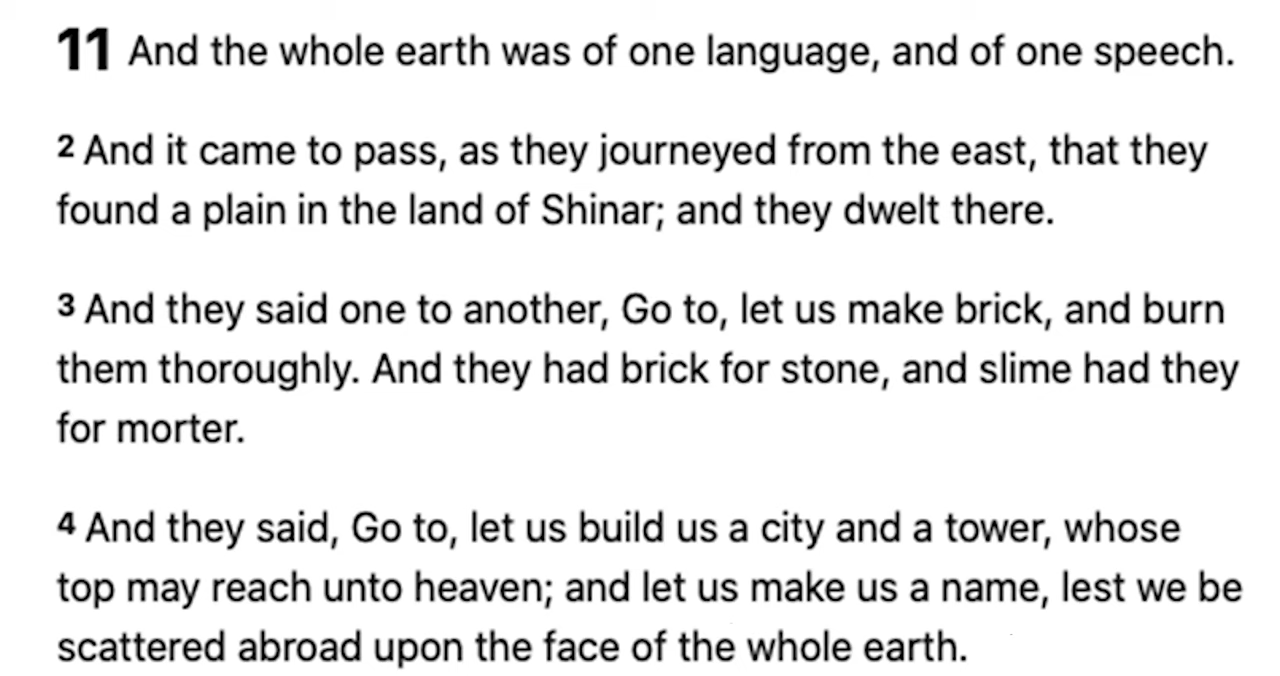 11 And the whole earth was of one language, and of one speech.
2 And it came to pass, as they journeyed from the east, that they
found a plain in the land of Shinar; and they dwelt there.
3 And they said one to another, Go to, let us make brick, and burn
them thoroughly. And they had brick for stone, and slime had they
for morter.
4 And they said, Go to, let us build us a city and a tower, whose
top may reach unto heaven; and let us make us a name, lest we be
scattered abroad upon the face of the whole earth.